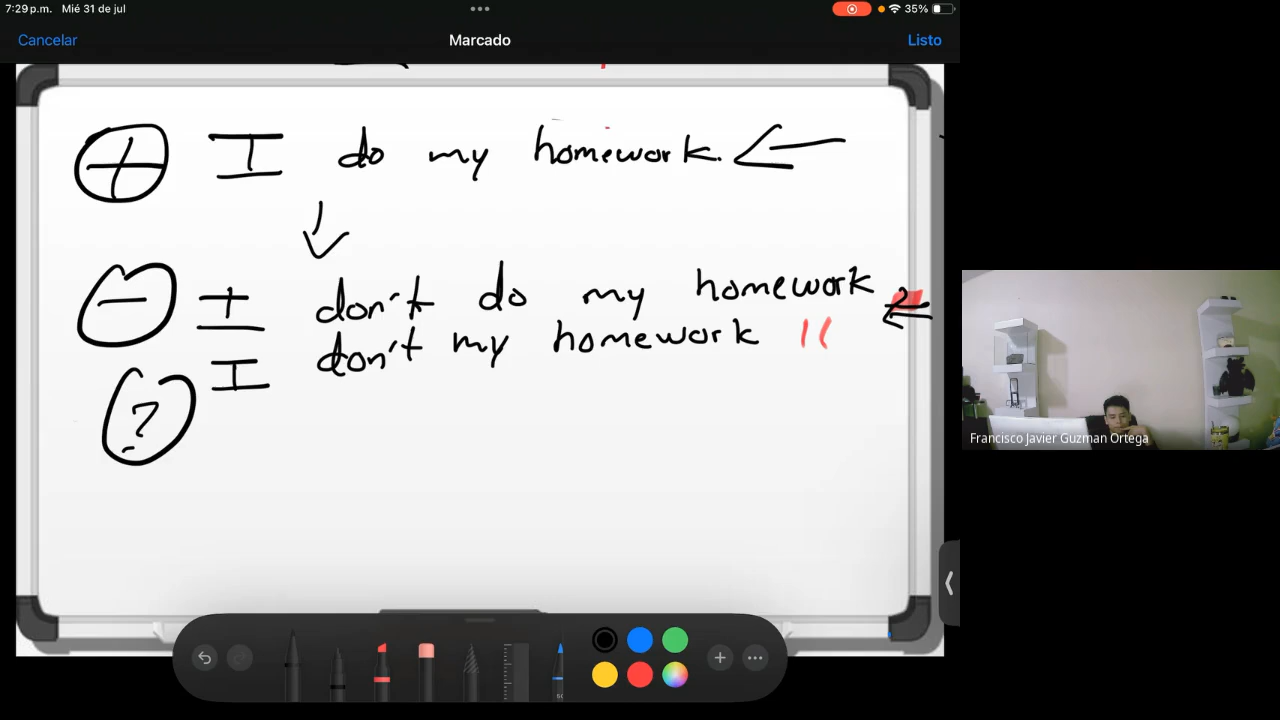 7:29 p.m. Mié 31 de jul
35%
Cancelar
Marcado
Listo
+ I do my homework.
- I don't do my homework
I don't my homework
?
Francisco Javier Guzman Ortega